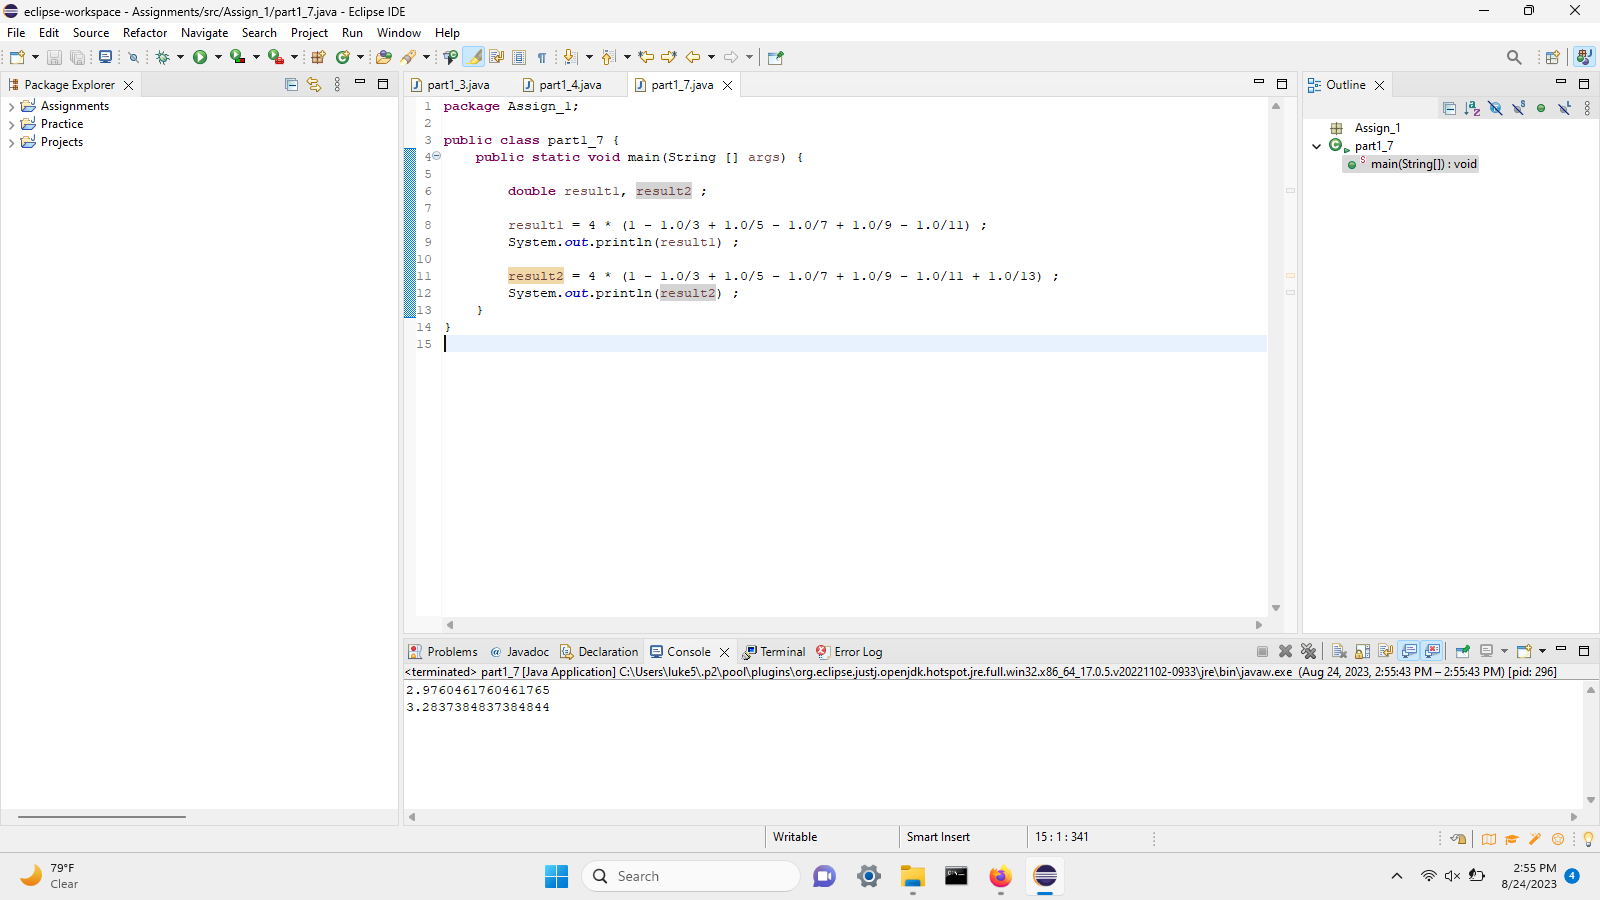 eclipse-workspace - Assignments/src/Assign_1/part1_7.java - Eclipse IDE
File Edit Source Refactor Navigate Search Project Run Window Help
Package Explorer
Assignments
Practice
Projects
part1_3.java part1_4.java part1_7.java
1 package Assign_1;
2
3 public class part1_7 {
4 public static void main(String [] args) {
5
6 double result1, result2 ;
7
8 result1 = 4 * (1 - 1.0/3 + 1.0/5 - 1.0/7 + 1.0/9 - 1.0/11) ;
9 System.out.println(result1) ;
10
11 result2 = 4 * (1 - 1.0/3 + 1.0/5 - 1.0/7 + 1.0/9 - 1.0/11 + 1.0/13) ;
12 System.out.println(result2) ;
13 }
14 }
15
Outline
Assign_1
part1_7
main(String[]) : void
Problems Javadoc Declaration Console Terminal Error Log
<terminated> part1_7 [Java Application] C:\Users\luke5\.p2\pool\plugins\org.eclipse.justj.openjdk.hotspot.jre.full.win32.x86_64_17.0.5.v20221102-0933\jre\bin\javaw.exe (Aug 24, 2023, 2:55:43 PM – 2:55:43 PM) [pid: 296]
2.9760461760461765
3.2837384837384844
Writable Smart Insert 15 : 1 : 341
79°F
Clear
Search
2:55 PM
8/24/2023
4